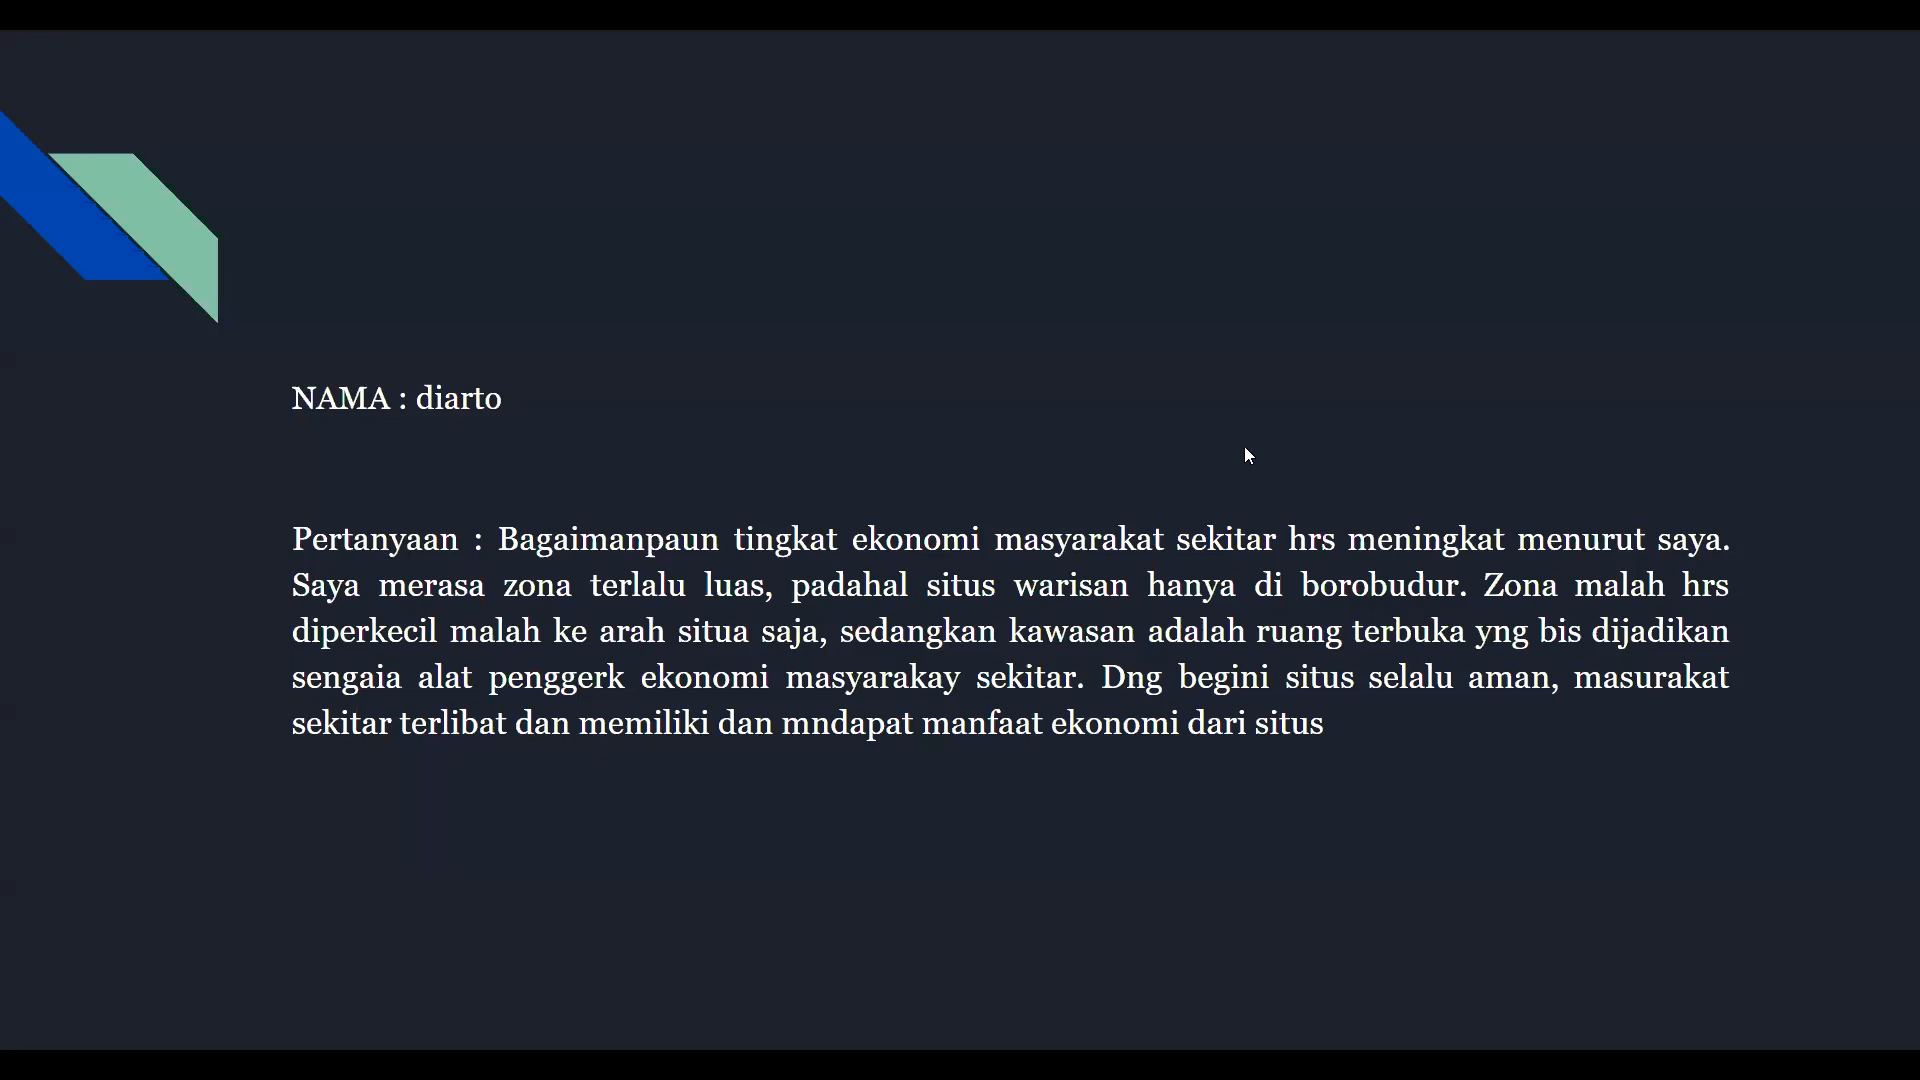 NAMA : diarto
Pertanyaan : Bagaimanpaun tingkat ekonomi masyarakat sekitar hrs meningkat menurut saya.
Saya merasa zona terlalu luas, padahal situs warisan hanya di borobudur. Zona malah hrs
diperkecil malah ke arah situa saja, sedangkan kawasan adalah ruang terbuka yng bis dijadikan
sengaia alat penggerk ekonomi masyarakay sekitar. Dng begini situs selalu aman, masurakat
sekitar terlibat dan memiliki dan mndapat manfaat ekonomi dari situs